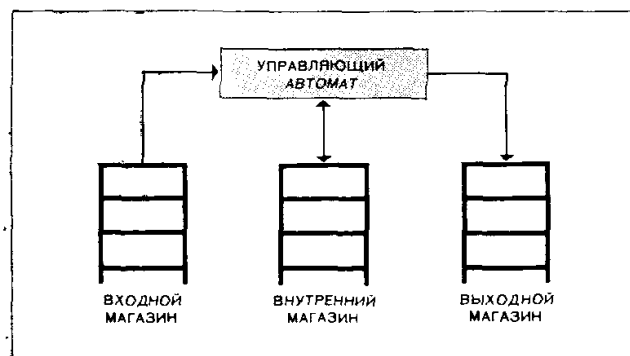 УПРАВЛЯЮЩИЙ
АВТОМАТ
ВХОДНОЙ
МАГАЗИН
ВНУТРЕННИЙ
МАГАЗИН
ВЫХОДНОЙ
МАГАЗИН